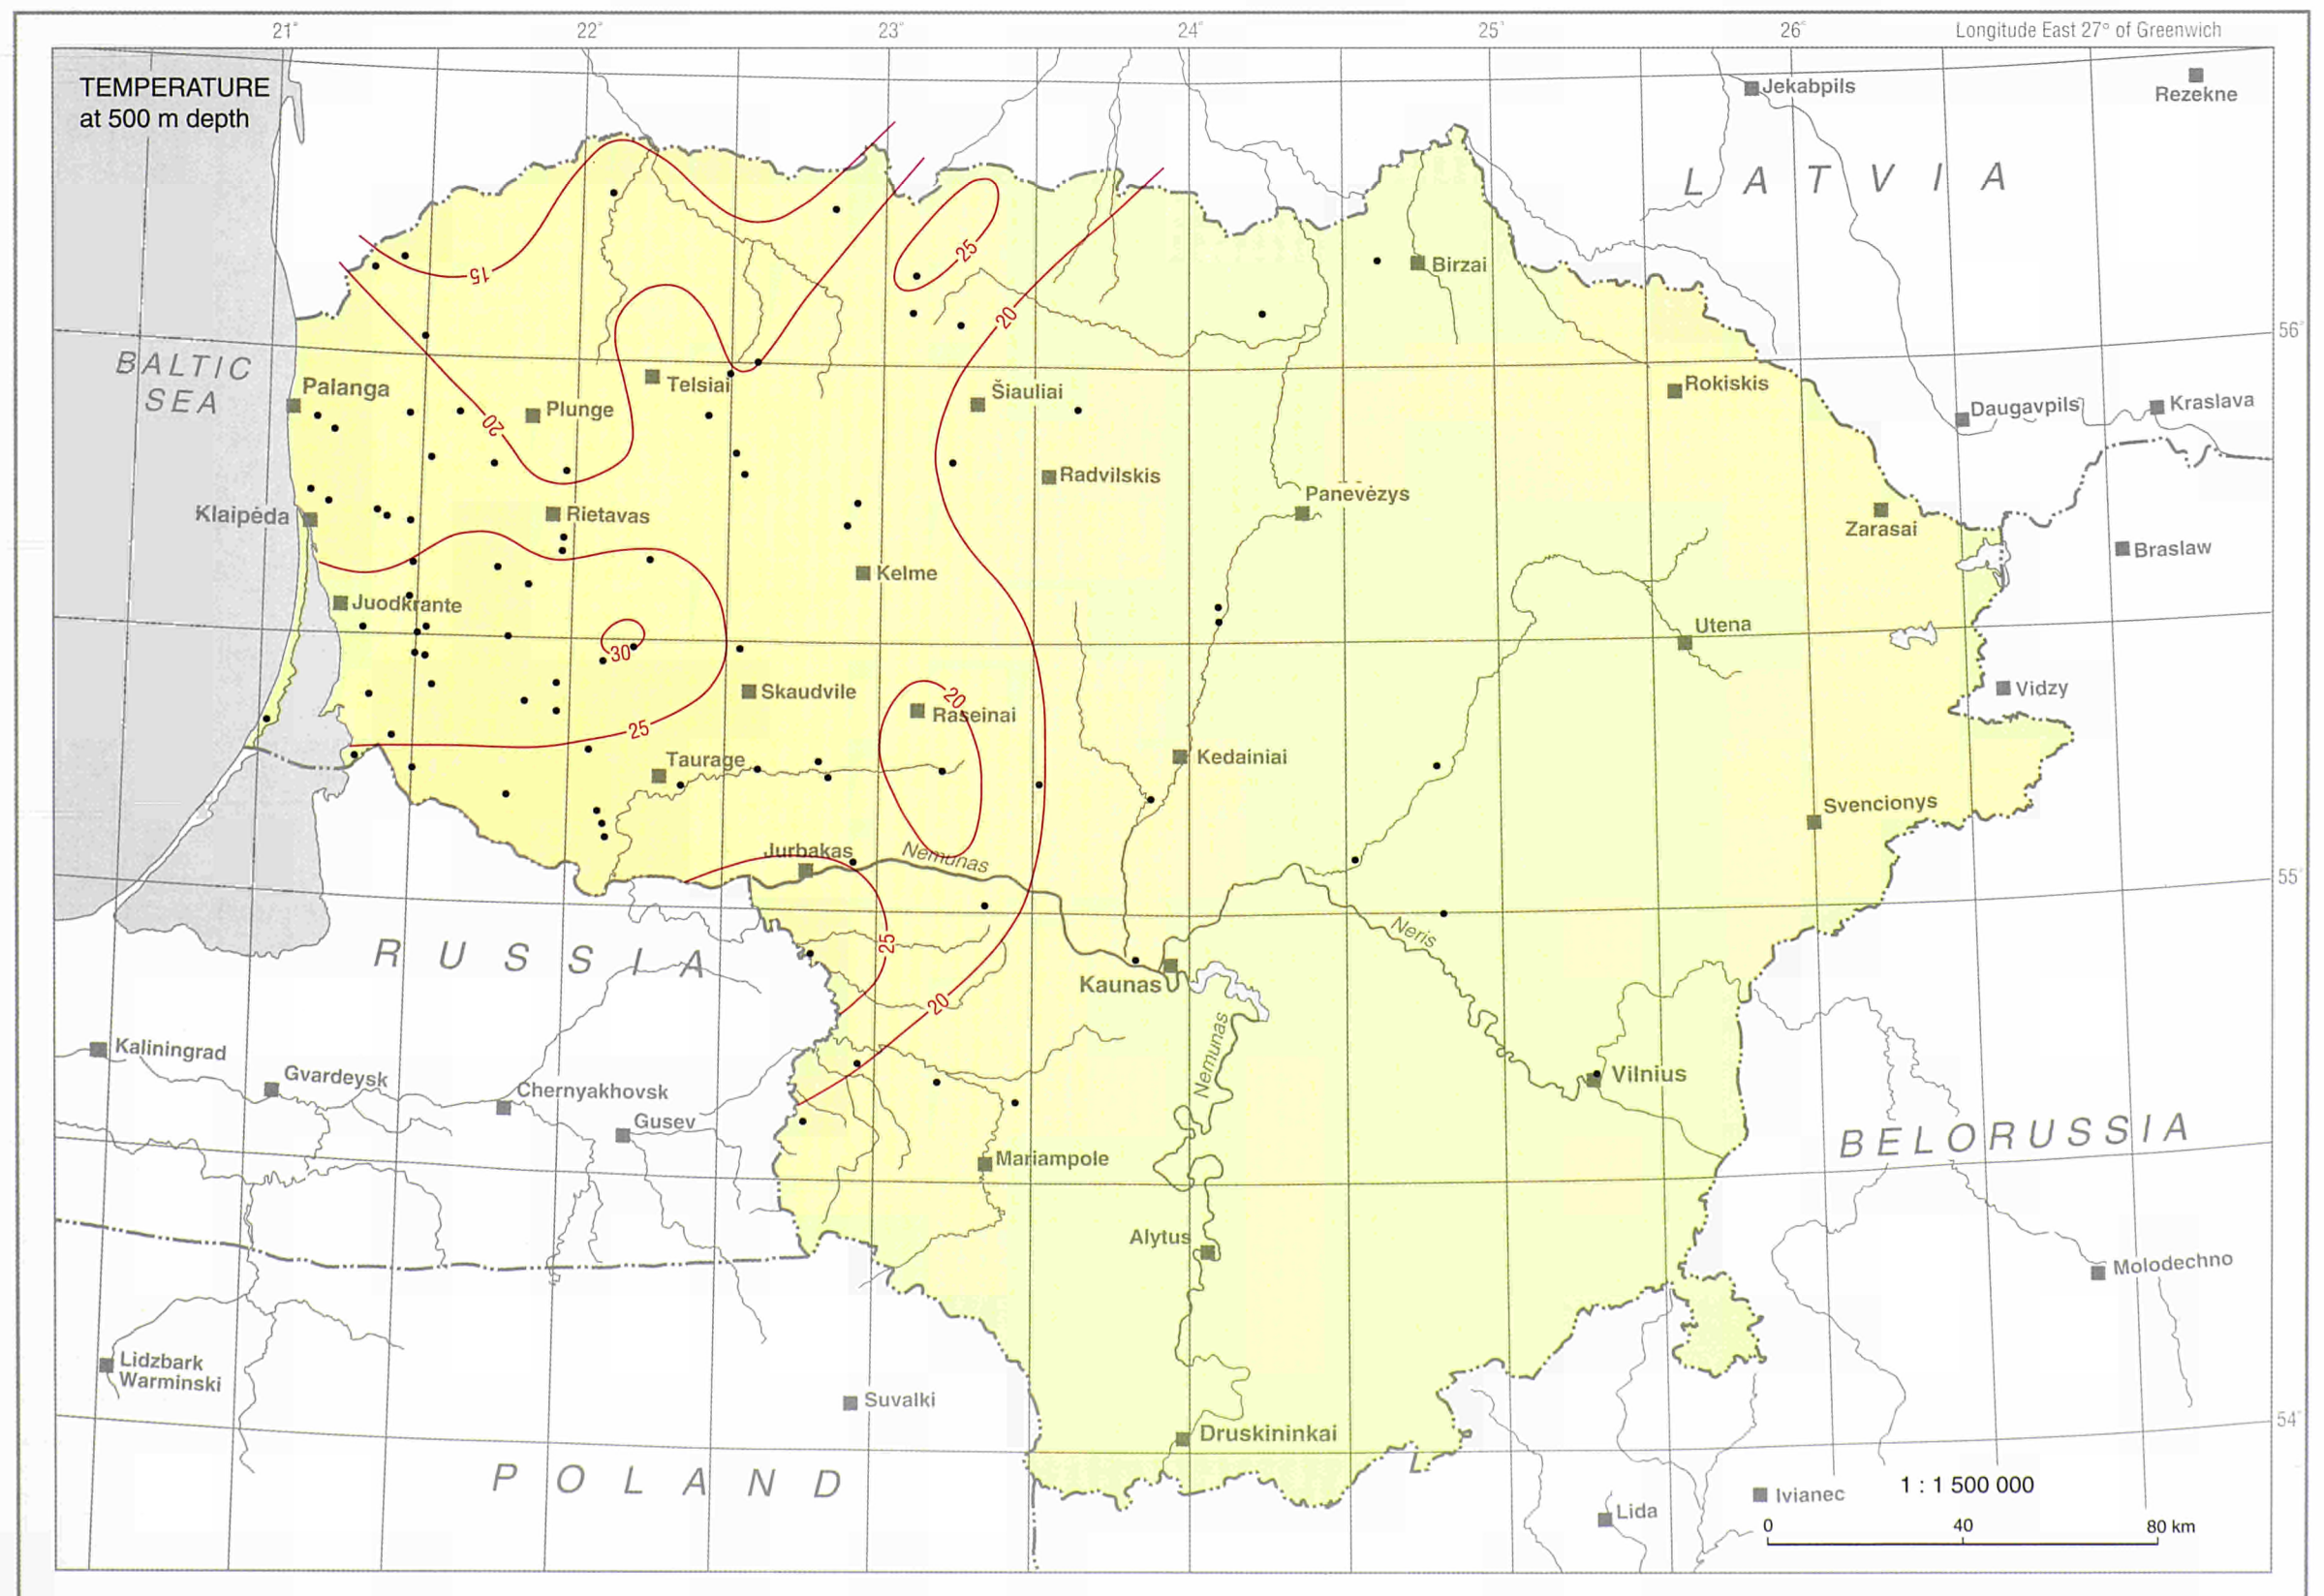 21°
22°
23°
24°
25°
26°
Longitude East 27° of Greenwich
TEMPERATURE
at 500 m depth
Jekabpils
Rezekne
LATVIA
15
25
20
Birzai
56°
BALTIC
SEA
Palanga
Telsiai
Plunge
20
Šiauliai
Rokiskis
Daugavpils
Kraslava
Radvilskis
Panevėzys
Klaipėda
Rietavas
Zarasai
Braslaw
Kelme
Juodkrante
Utena
30
Skaudvile
20
Raseinai
Vidzy
25
Taurage
Kedainiai
Svencionys
Jurbakas
Nemunas
55°
RUSSIA
25
Neris
Kaunas
20
Nemunas
Kaliningrad
Gvardeysk
Chernyakhovsk
Gusev
Vilnius
BELORUSSIA
Mariampole
Alytus
Molodechno
Lidzbark
Warminski
Suvalki
Druskininkai
54°
POLAND
Ivianec
1 : 1 500 000
Lida
0
40
80 km